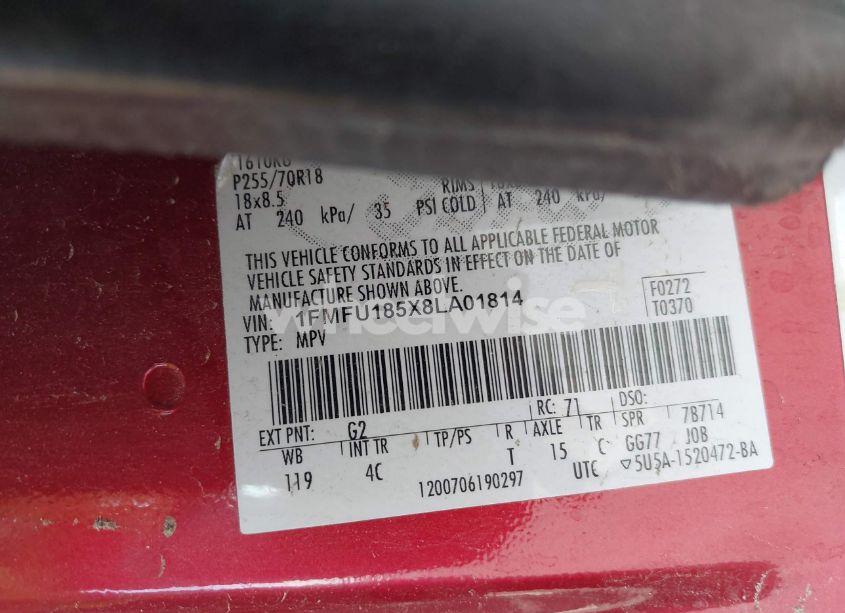 P255/70R18
18x8.5 RIMS
AT 240 kPa/ 35 PSI COLD AT 240
THIS VEHICLE CONFORMS TO ALL APPLICABLE FEDERAL MOTOR
VEHICLE SAFETY STANDARDS IN EFFECT ON THE DATE OF
MANUFACTURE SHOWN ABOVE.
VIN: 1FMFU185X8LA01814 F0272
TYPE: MPV T0370
wheelwise
EXT PNT: G2 RC: 71 DSO:
WB INT TR TP/PS R AXLE TR SPR 7B714
119 4C T 15 C GG77 JOB
1200706190297 UTC ▽5U5A-1520472-BA